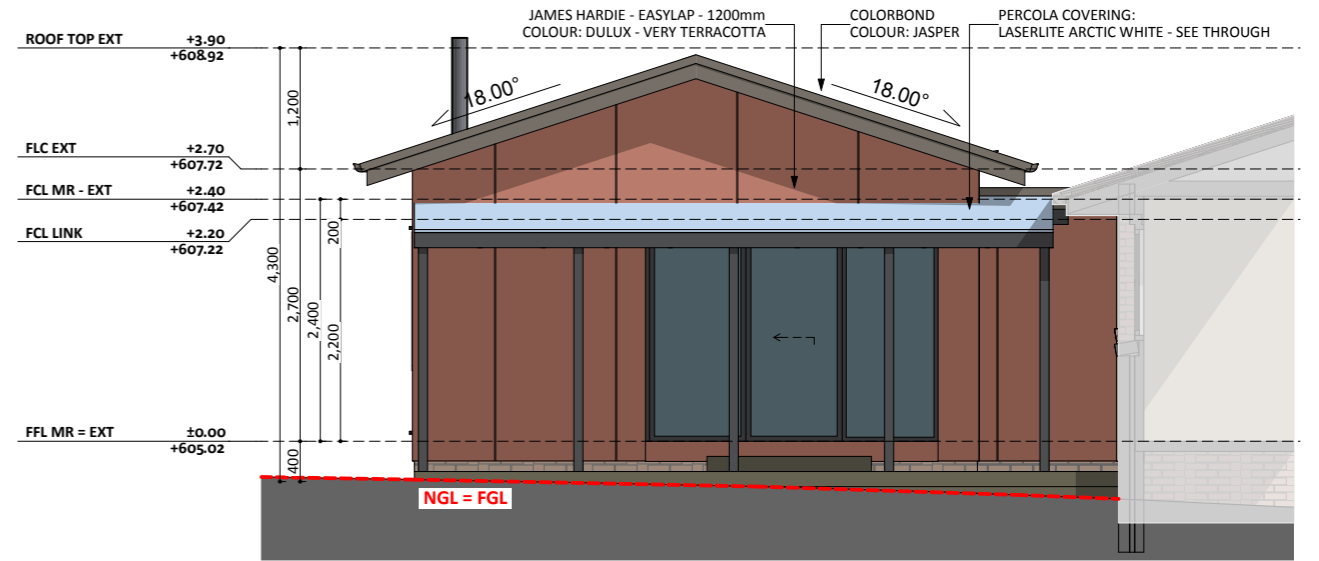 JAMES HARDIE - EASYLAP - 1200mm
COLOUR: DULUX - VERY TERRACOTTA
COLORBOND
COLOUR: JASPER
PERCOLA COVERING:
LASERLITE ARCTIC WHITE - SEE THROUGH
ROOF TOP EXT +3.90
+608.92
18.00°
18.00°
1,200
FLC EXT +2.70
+607.72
FCL MR - EXT +2.40
+607.42
FCL LINK +2.20
+607.22
200
4,300
2,700
2,400
2,200
FFL MR = EXT ±0.00
+605.02
400
NGL = FGL